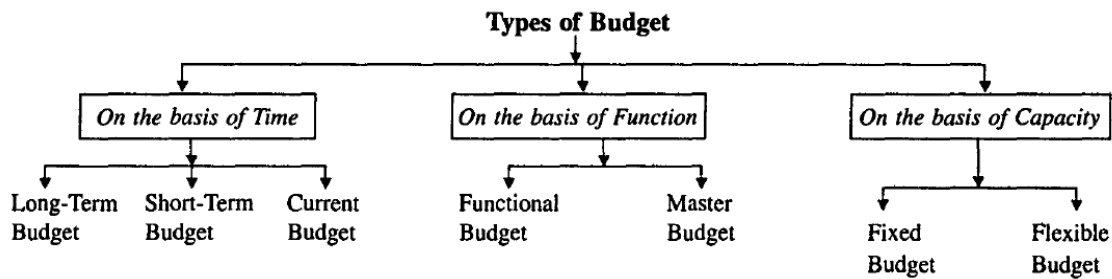 Types of Budget
On the basis of Time
On the basis of Function
On the basis of Capacity
Long-Term
Budget
Short-Term
Budget
Current
Budget
Functional
Budget
Master
Budget
Fixed
Budget
Flexible
Budget